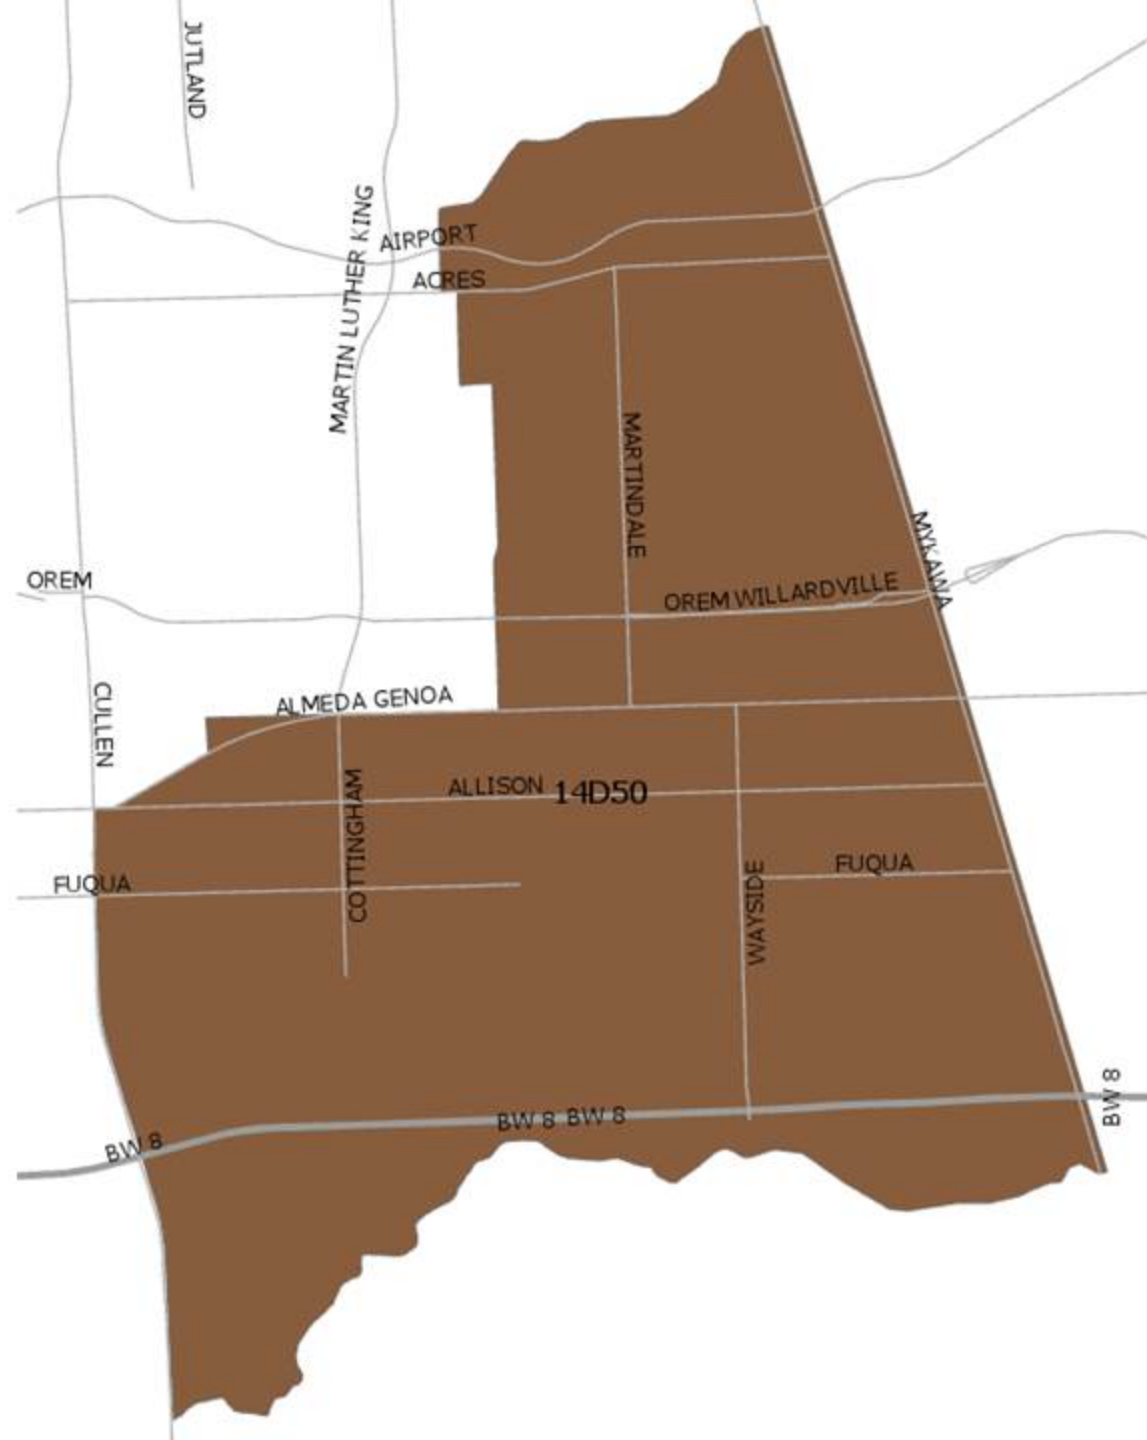 JUTLAND
MARTIN LUTHER KING
AIRPORT
ACRES
MARTINDALE
MYKAWA
OREM
OREM WILLARDVILLE
CULLEN
ALMEDA GENOA
ALLISON
14D50
COTTINGHAM
FUQUA
FUQUA
WAYSIDE
BW 8
BW 8 BW 8
BW 8